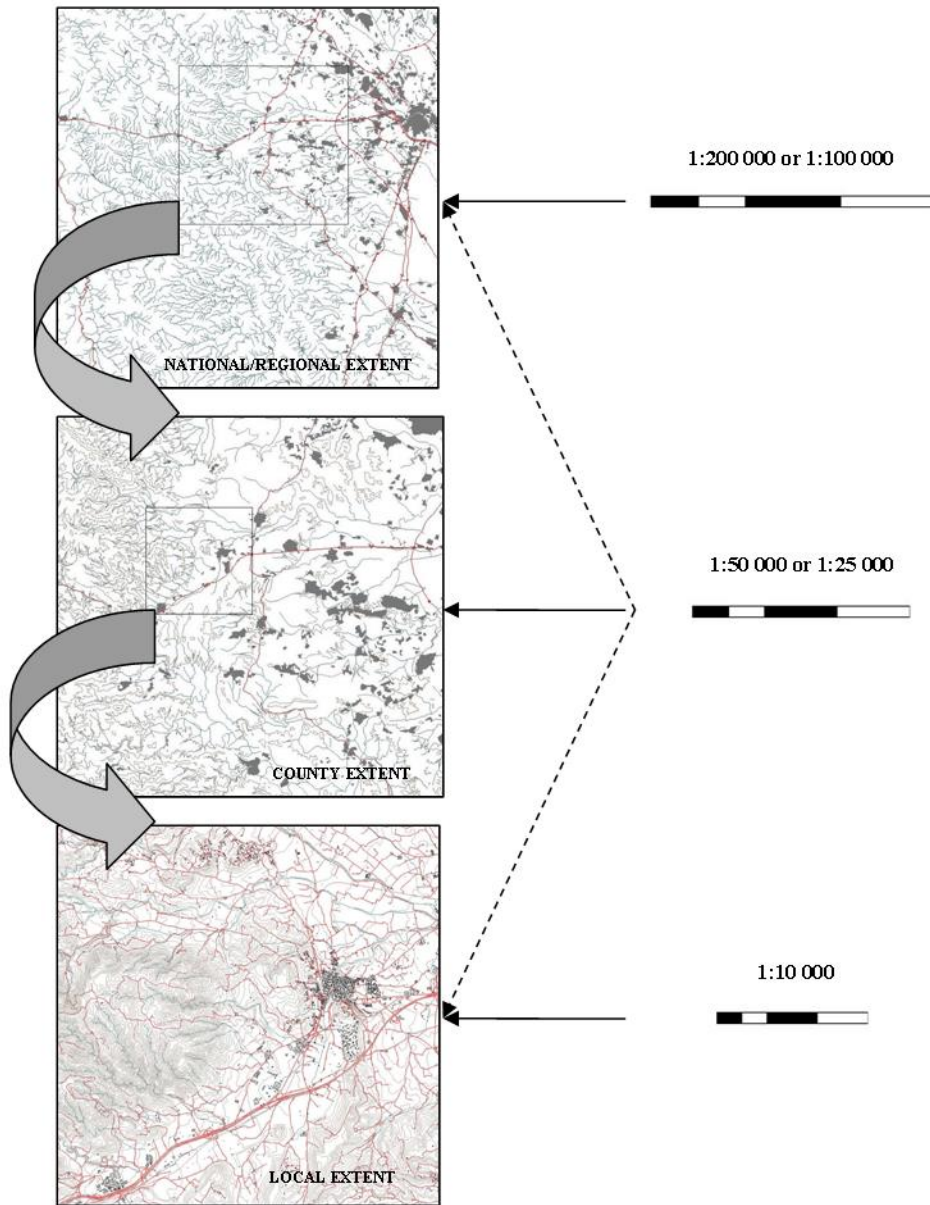 1:200 000 or 1:100 000
NATIONAL/REGIONAL EXTENT
1:50 000 or 1:25 000
COUNTY EXTENT
1:10 000
LOCAL EXTENT